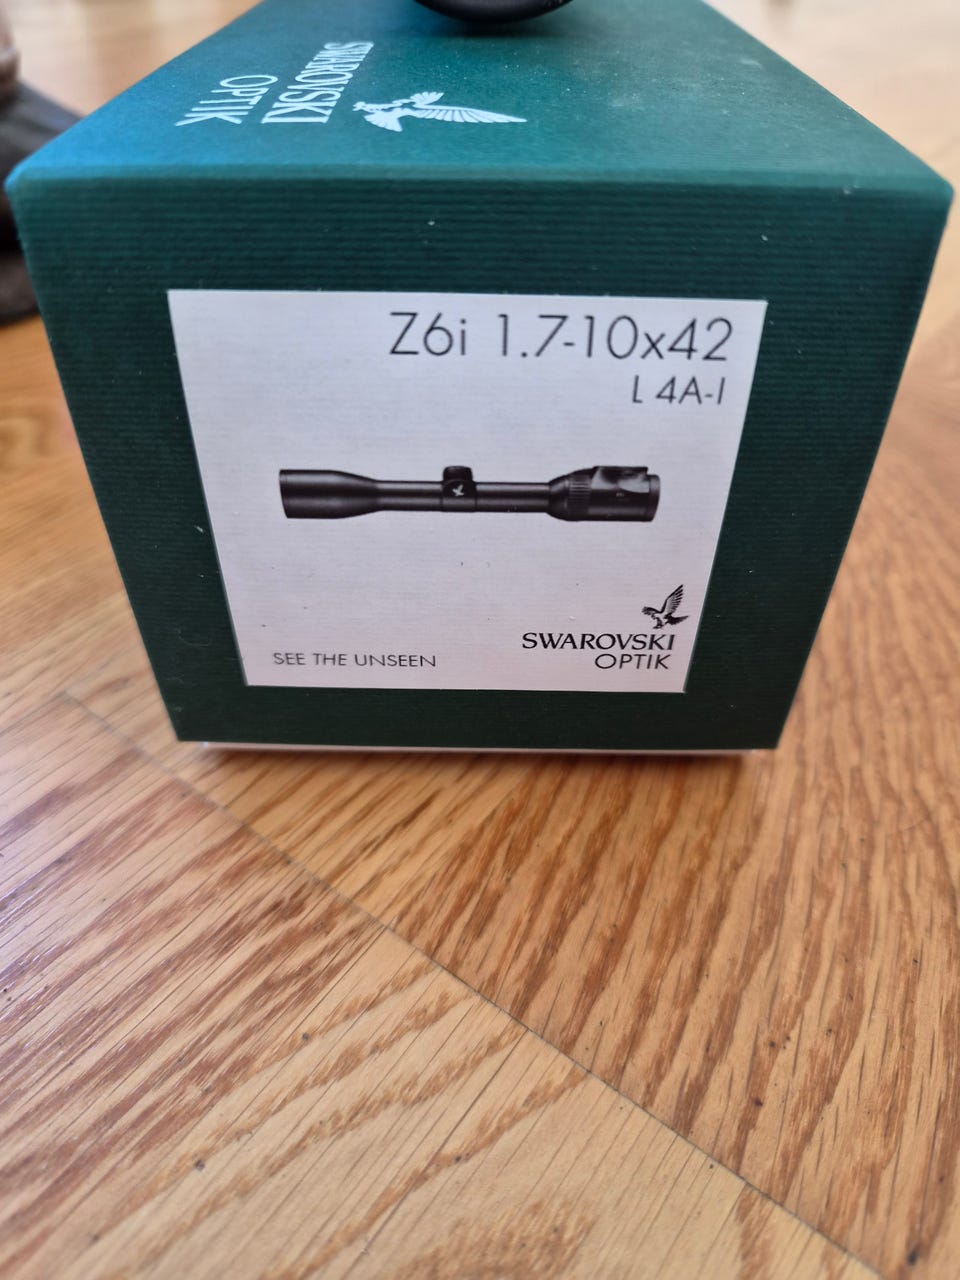 SWAROVSKI
OPTIK
Z6i 1.7-10x42
L 4A-I
SEE THE UNSEEN
SWAROVSKI
OPTIK